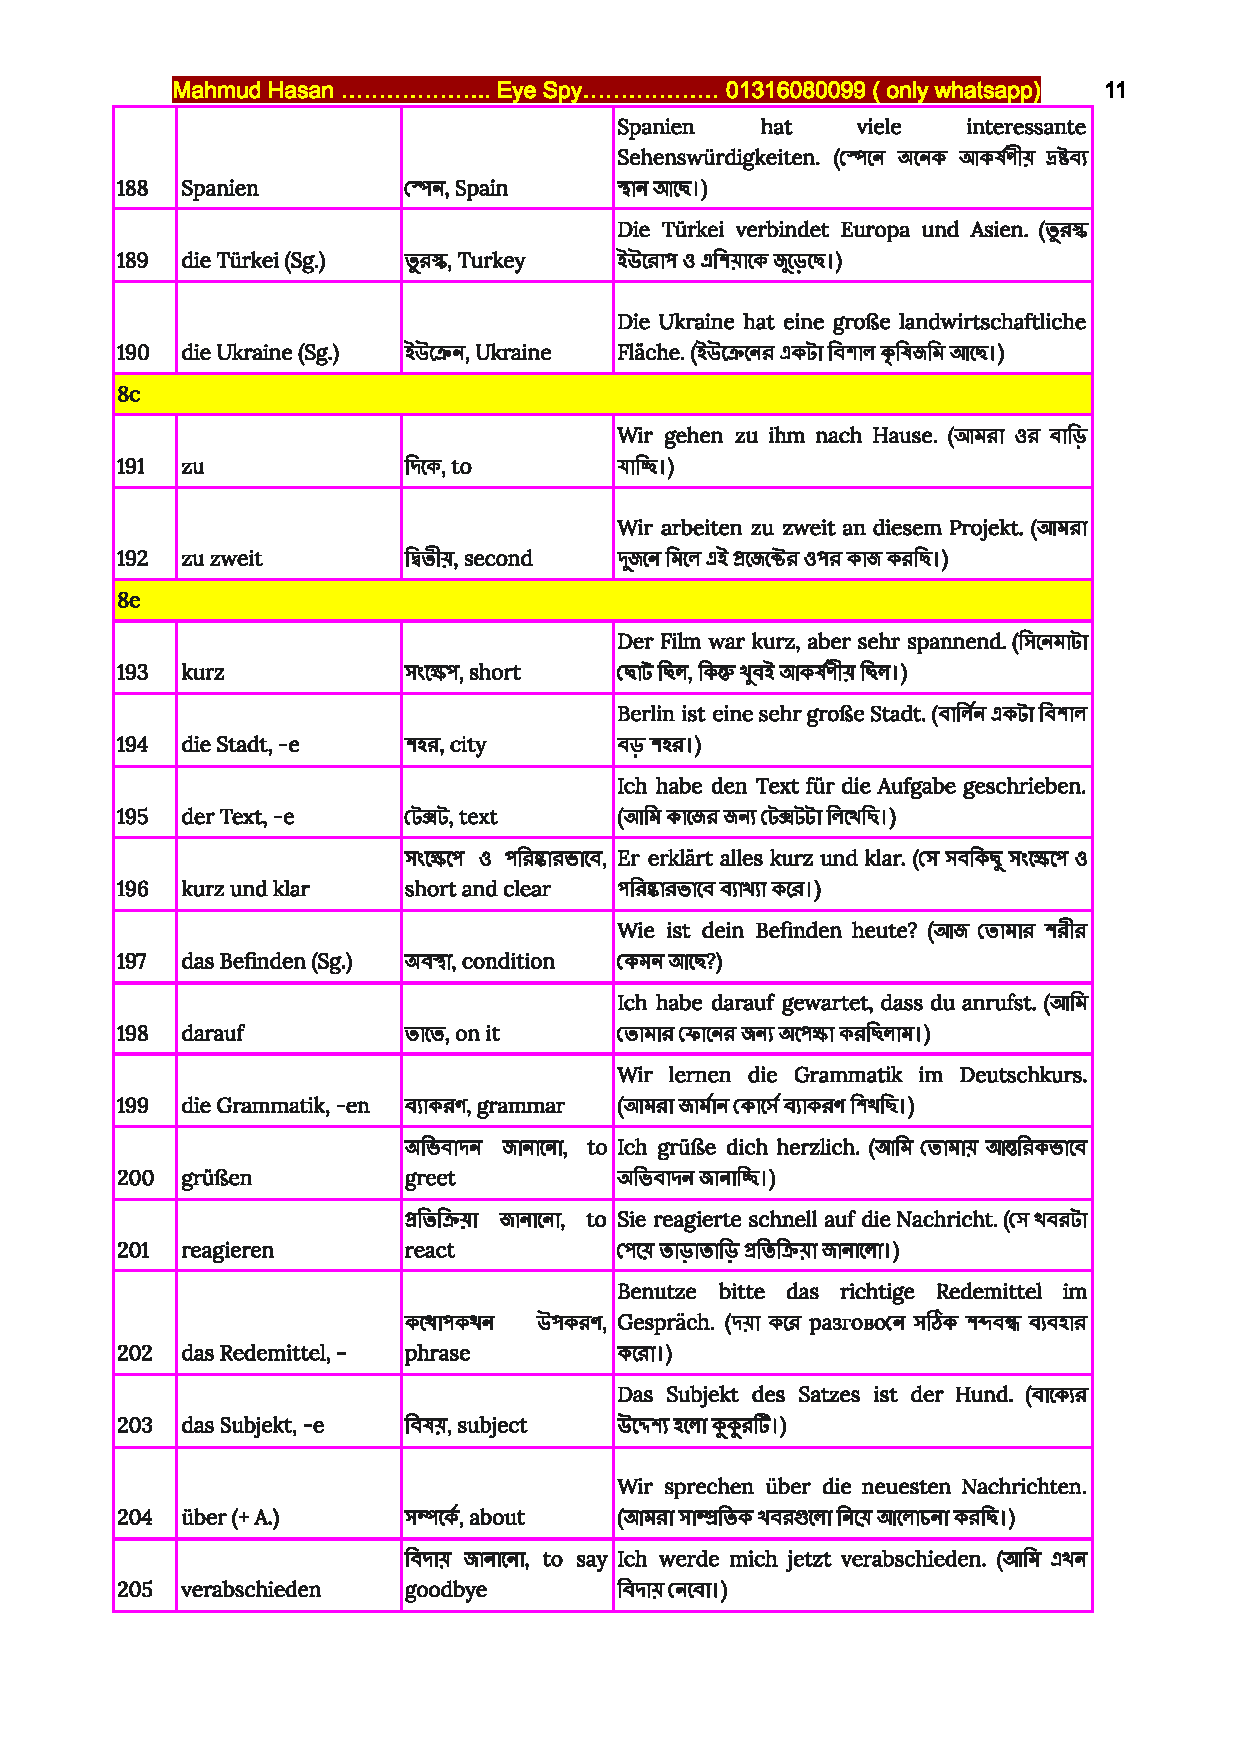 Mahmud Hasan ……………….. Eye Spy……………… 01316080099 ( only whatsapp) 11
Spanien hat viele interessante
Sehenswürdigkeiten. (স্পেনে অনেক আকর্ষণীয় দ্রষ্টব্য
188 Spanien স্পেন, Spain স্থান আছে।)
Die Türkei verbindet Europa und Asien. (তুরস্ক
189 die Türkei (Sg.) তুরস্ক, Turkey ইউরোপ ও এশিয়াকে জুড়েছে।)
Die Ukraine hat eine große landwirtschaftliche
190 die Ukraine (Sg.) ইউক্রেন, Ukraine Fläche. (ইউক্রেনের একটা বিশাল কৃষিজমি আছে।)
8c
Wir gehen zu ihm nach Hause. (আমরা ওর বাড়ি
191 zu দিকে, to যাচ্ছি।)
Wir arbeiten zu zweit an diesem Projekt. (আমরা
192 zu zweit দ্বিতীয়, second দুজনে মিলে এই প্রজেক্টের ওপর কাজ করছি।)
8e
Der Film war kurz, aber sehr spannend. (সিনেমাটা
193 kurz সংক্ষেপ, short ছোট ছিল, কিন্তু খুবই আকর্ষণীয় ছিল।)
Berlin ist eine sehr große Stadt. (বার্লিন একটা বিশাল
194 die Stadt, -e শহর, city বড় শহর।)
Ich habe den Text für die Aufgabe geschrieben.
195 der Text, -e টেক্সট, text (আমি কাজের জন্য টেক্সটটা লিখেছি।)
সংক্ষেপে ও পরিষ্কারভাবে, Er erklärt alles kurz und klar. (সে সবকিছু সংক্ষেপে ও
196 kurz und klar short and clear পরিষ্কারভাবে ব্যাখ্যা করে।)
Wie ist dein Befinden heute? (আজ তোমার শরীর
197 das Befinden (Sg.) অবস্থা, condition কেমন আছে?)
Ich habe darauf gewartet, dass du anrufst. (আমি
198 darauf তাতে, on it তোমার ফোনের জন্য অপেক্ষা করছিলাম।)
Wir lernen die Grammatik im Deutschkurs.
199 die Grammatik, -en ব্যাকরণ, grammar (আমরা জার্মান কোর্সে ব্যাকরণ শিখছি।)
অভিবাদন জানানো, to Ich grüße dich herzlich. (আমি তোমায় আন্তরিকভাবে
200 grüßen greet অভিবাদন জানাচ্ছি।)
প্রতিক্রিয়া জানানো, to Sie reagierte schnell auf die Nachricht. (সে খবরটা
201 reagieren react পেয়ে তাড়াতাড়ি প্রতিক্রিয়া জানালো।)
Benutze bitte das richtige Redemittel im
কথোপকথন উপকরণ, Gespräch. (দয়া করে разговоনে সঠিক শব্দবন্ধ ব্যবহার
202 das Redemittel, - phrase করো।)
Das Subjekt des Satzes ist der Hund. (বাক্যের
203 das Subjekt, -e বিষয়, subject উদ্দেশ্য হলো কুকুরটি।)
Wir sprechen über die neuesten Nachrichten.
204 über (+ A.) সম্পর্কে, about (আমরা সাম্প্রতিক খবরগুলো নিয়ে আলোচনা করছি।)
বিদায় জানানো, to say Ich werde mich jetzt verabschieden. (আমি এখন
205 verabschieden goodbye বিদায় নেবো।)